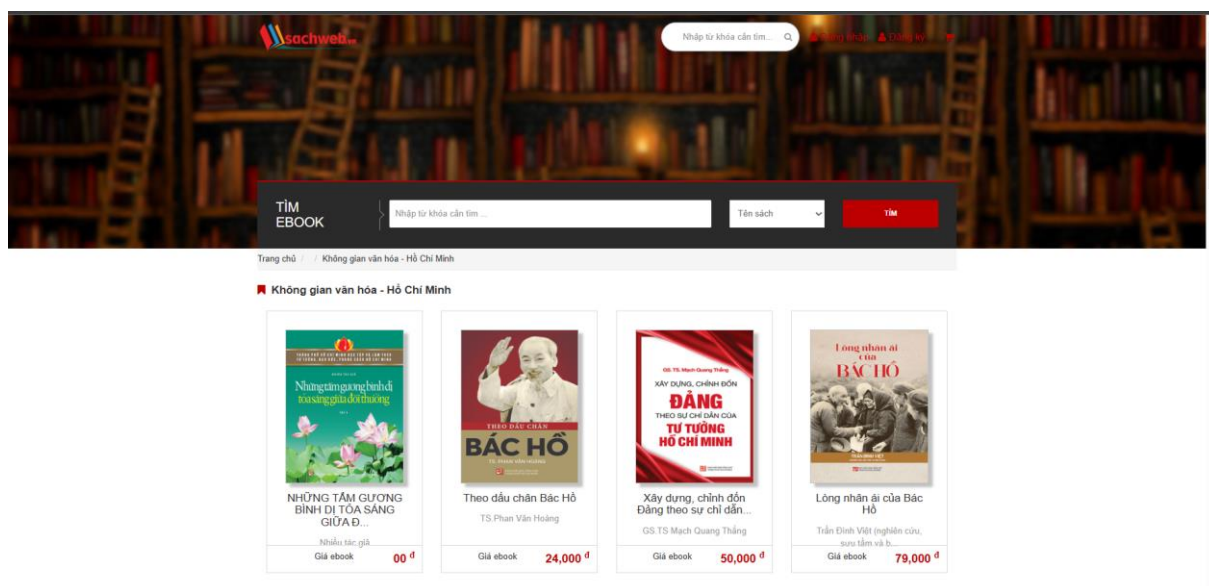 sachweb.vn
Nhập từ khóa cần tìm...
Đăng nhập
Đăng ký
TÌM
EBOOK
Nhập từ khóa cần tìm ...
Tên sách
TÌM
Trang chủ / / Không gian văn hóa - Hồ Chí Minh
Không gian văn hóa - Hồ Chí Minh
Những tấm gương bình dị
tỏa sáng giữa đời thường
THEO DẤU CHÂN
BÁC HỒ
TS. PHAN VĂN HOÀNG
GS. TS. Mạch Quang Thắng
XÂY DỰNG, CHỈNH ĐỐN
ĐẢNG
THEO SỰ CHỈ DẪN CỦA
TƯ TƯỞNG
HỒ CHÍ MINH
Lòng nhân ái
của
BÁC HỒ
TRẦN ĐÌNH VIỆT
NHỮNG TẤM GƯƠNG
BÌNH DỊ TỎA SÁNG
GIỮA Đ...
Nhiều tác giả
Giá ebook 00 đ
Theo dấu chân Bác Hồ
TS.Phan Văn Hoàng
Giá ebook 24,000 đ
Xây dựng, chỉnh đốn
Đảng theo sự chỉ dẫn...
GS.TS Mạch Quang Thắng
Giá ebook 50,000 đ
Lòng nhân ái của Bác
Hồ
Trần Đình Việt (nghiên cứu,
sưu tầm và b...
Giá ebook 79,000 đ